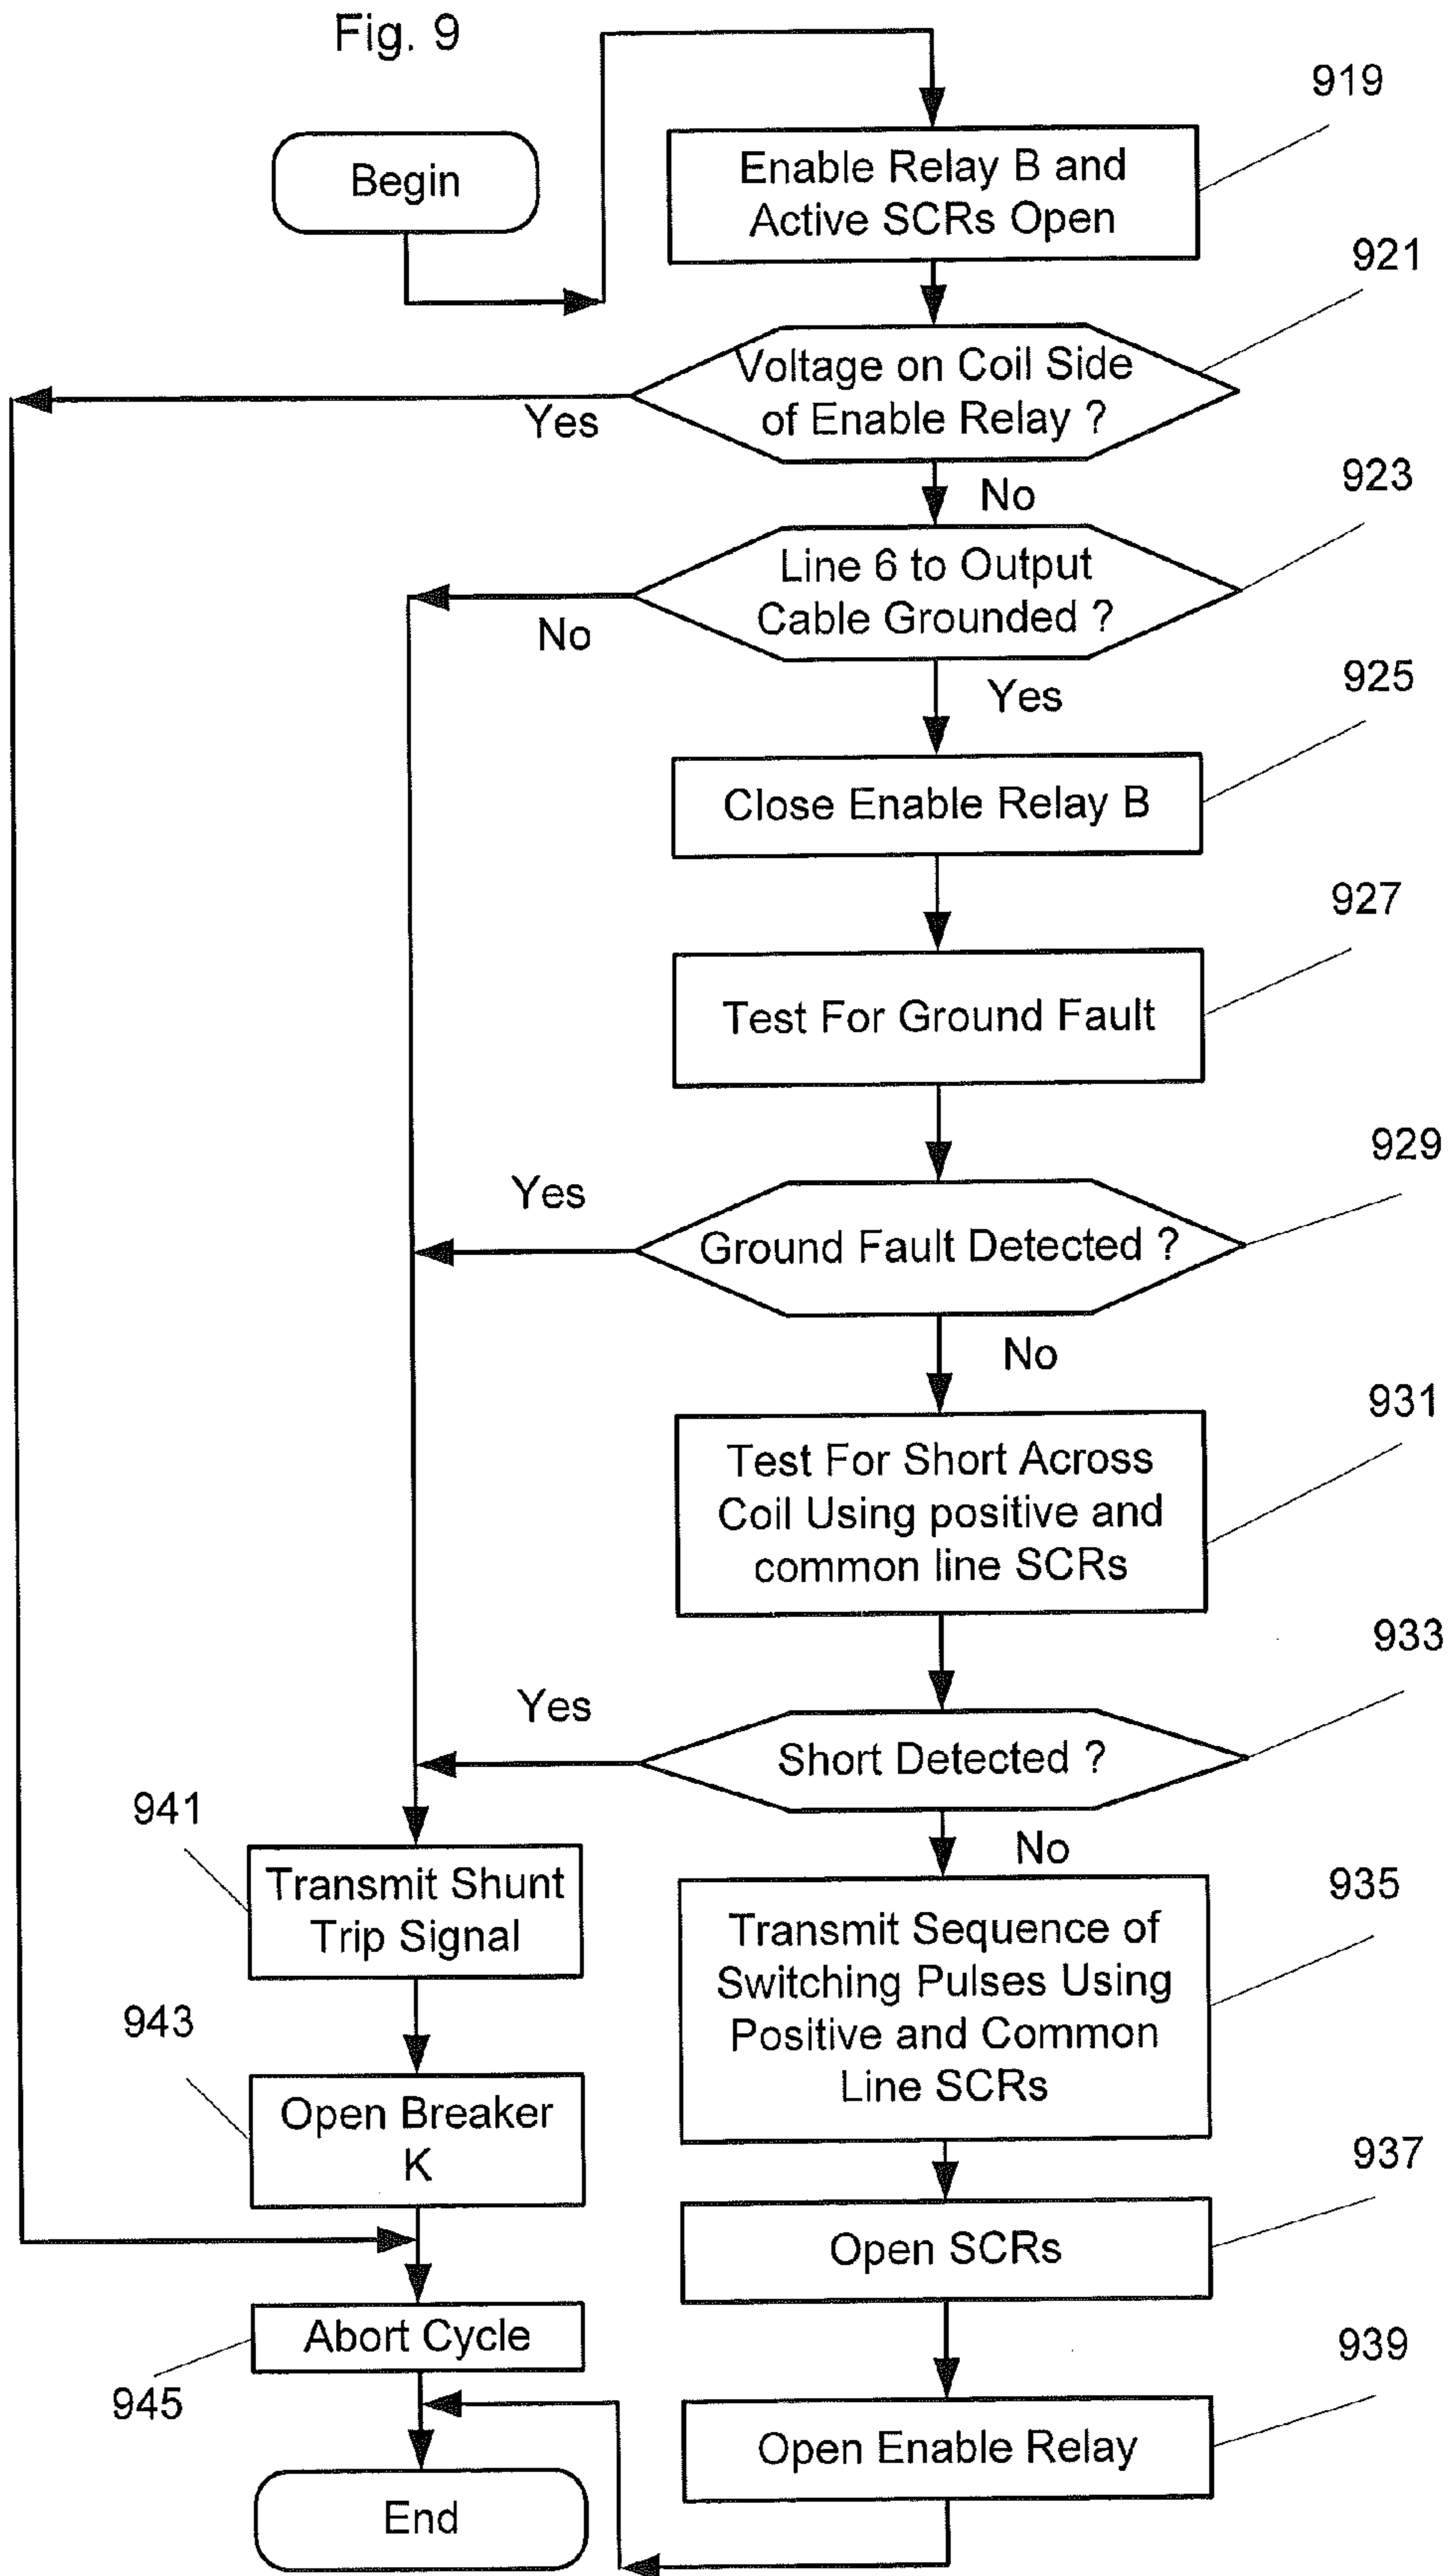 Fig. 9
Begin
919
Enable Relay B and
Active SCRs Open
921
Voltage on Coil Side
of Enable Relay ?
Yes
No
923
Line 6 to Output
Cable Grounded ?
No
Yes
925
Close Enable Relay B
927
Test For Ground Fault
929
Yes
Ground Fault Detected ?
No
931
Test For Short Across
Coil Using positive and
common line SCRs
933
Yes
Short Detected ?
No
941
Transmit Shunt
Trip Signal
935
Transmit Sequence of
Switching Pulses Using
Positive and Common
Line SCRs
943
Open Breaker
K
937
Open SCRs
945
Abort Cycle
939
Open Enable Relay
End